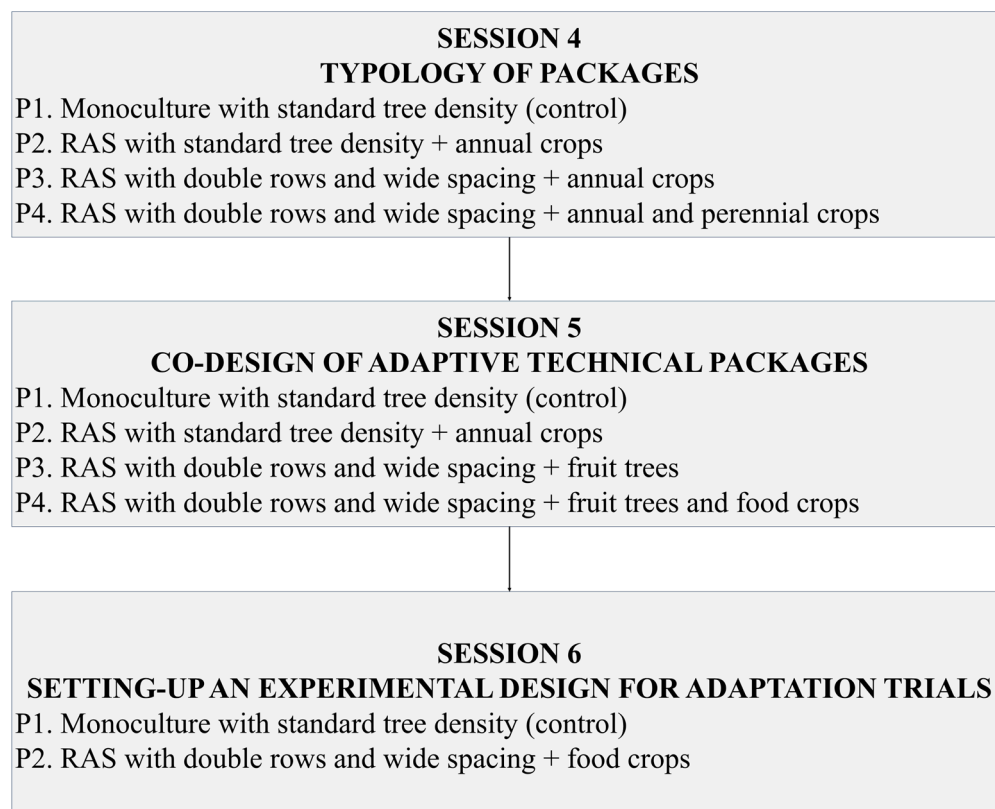 SESSION 4
TYPOLOGY OF PACKAGES
P1. Monoculture with standard tree density (control)
P2. RAS with standard tree density + annual crops
P3. RAS with double rows and wide spacing + annual crops
P4. RAS with double rows and wide spacing + annual and perennial crops
SESSION 5
CO-DESIGN OF ADAPTIVE TECHNICAL PACKAGES
P1. Monoculture with standard tree density (control)
P2. RAS with standard tree density + annual crops
P3. RAS with double rows and wide spacing + fruit trees
P4. RAS with double rows and wide spacing + fruit trees and food crops
SESSION 6
SETTING-UP AN EXPERIMENTAL DESIGN FOR ADAPTATION TRIALS
P1. Monoculture with standard tree density (control)
P2. RAS with double rows and wide spacing + food crops